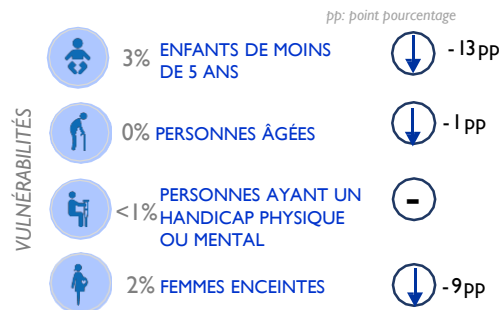 pp: point pourcentage
VULNÉRABILITÉS
3% ENFANTS DE MOINS
DE 5 ANS
-13pp
0% PERSONNES ÂGÉES
-1pp
<1% PERSONNES AYANT UN
HANDICAP PHYSIQUE
OU MENTAL
-
2% FEMMES ENCEINTES
-9pp